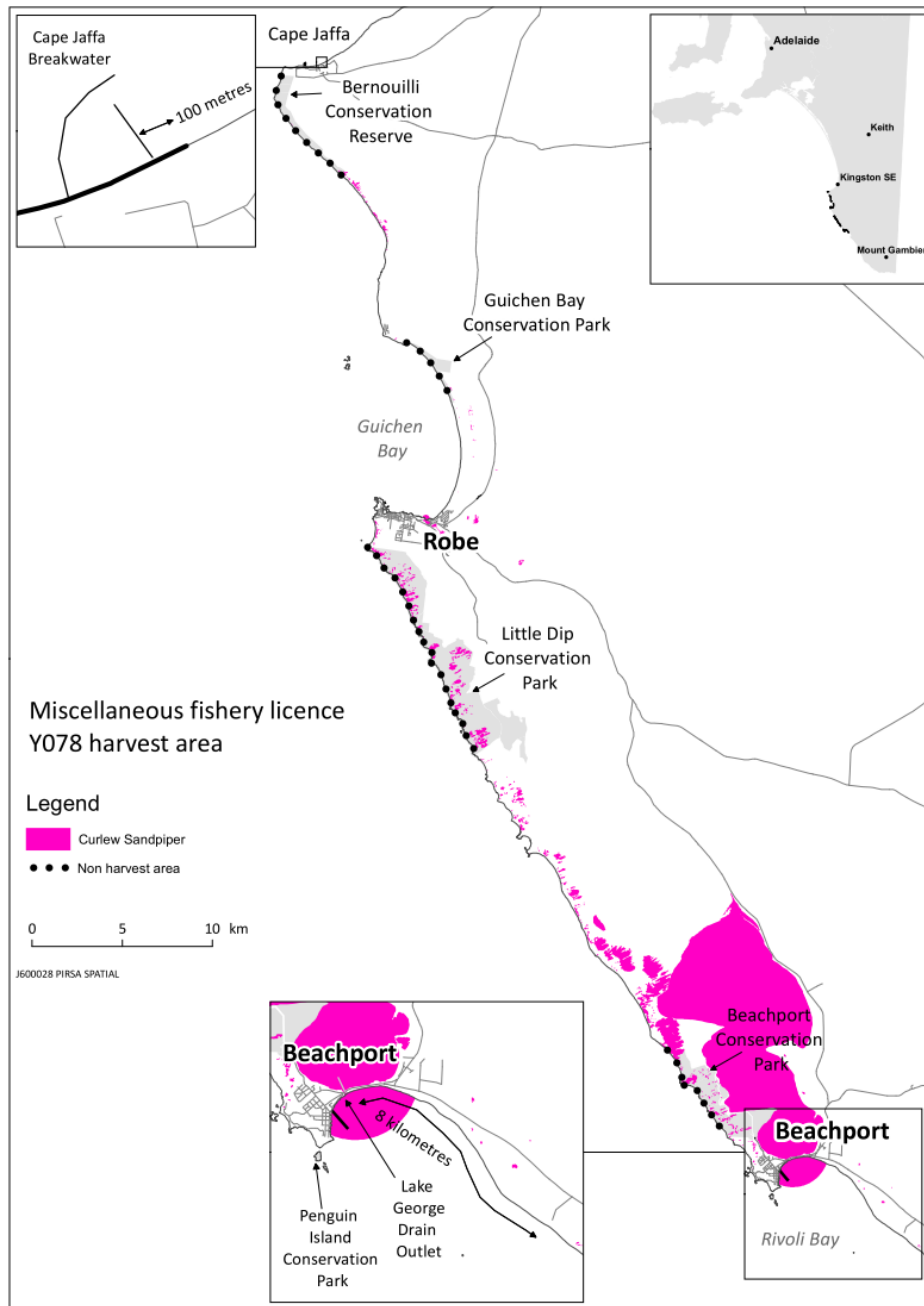 Cape Jaffa
Breakwater
100 metres
Cape Jaffa
Bernouilli
Conservation
Reserve
Adelaide
Keith
Kingston SE
Mount Gambier
Guichen Bay
Conservation Park
Guichen
Bay
Robe
Little Dip
Conservation
Park
Miscellaneous fishery licence
Y078 harvest area
Legend
Curlew Sandpiper
Non harvest area
0 5 10 km
J600028 PIRSA SPATIAL
Beachport
Conservation
Park
Beachport
Rivoli Bay
Beachport
8 kilometres
Lake
George
Drain
Outlet
Penguin
Island
Conservation
Park